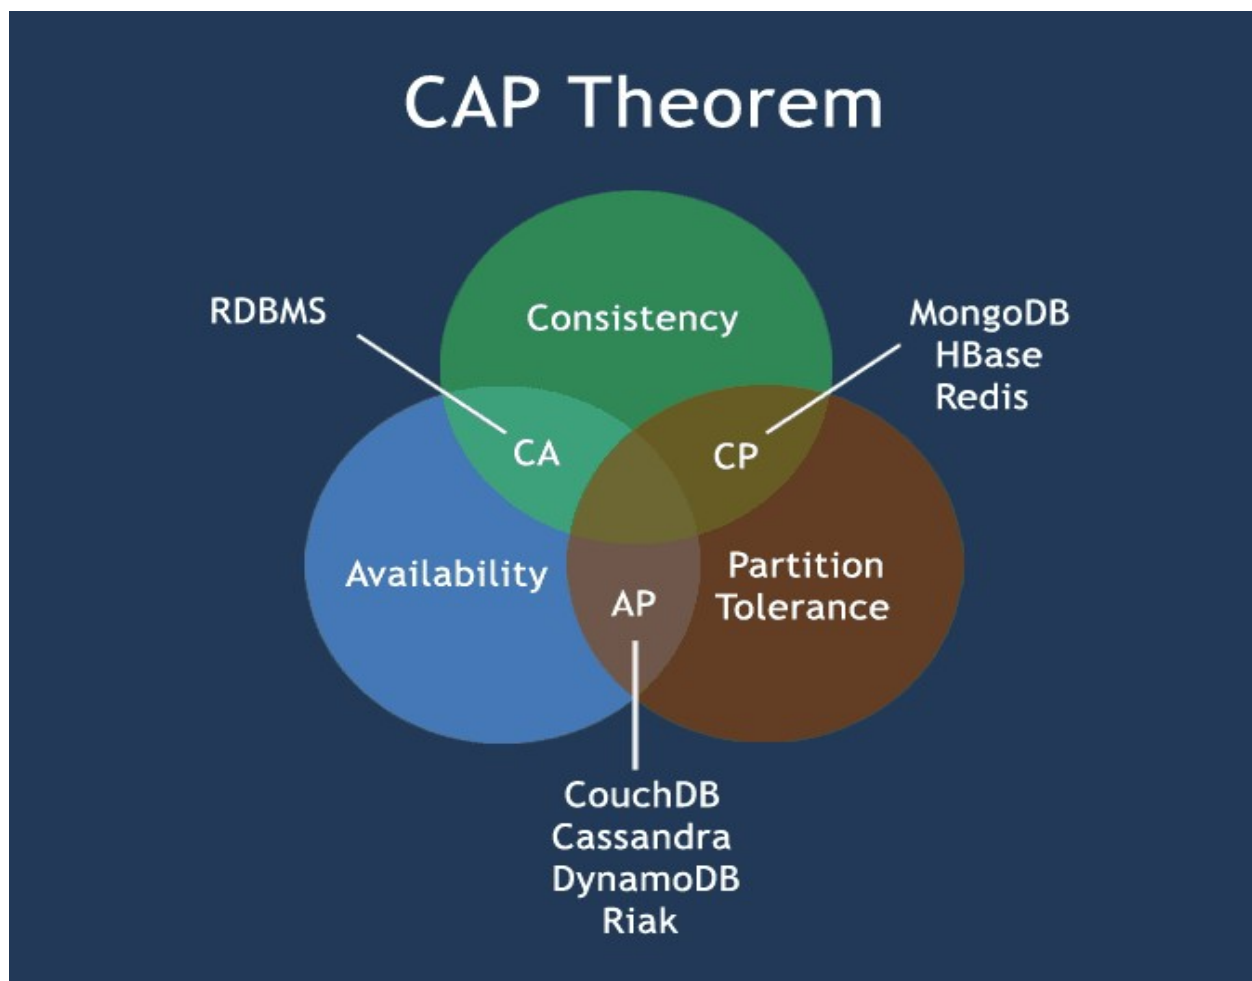 CAP Theorem
RDBMS
Consistency
MongoDB
HBase
Redis
CA
CP
Availability
Partition
Tolerance
AP
CouchDB
Cassandra
DynamoDB
Riak